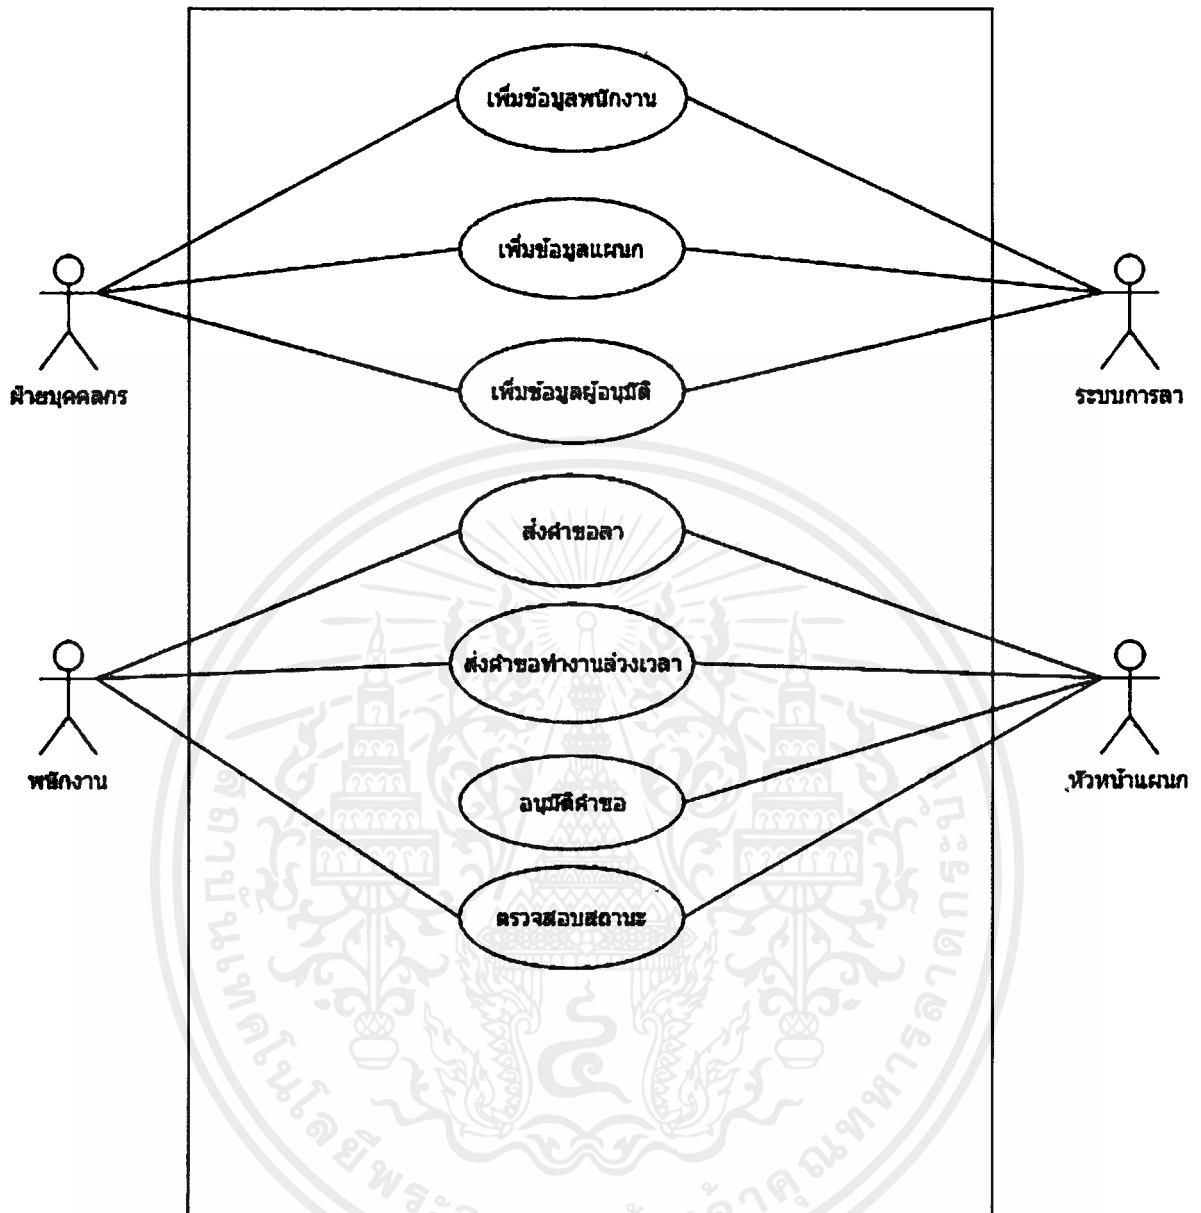 เพิ่มข้อมูลพนักงาน
เพิ่มข้อมูลแผนก
ฝ่ายบุคคลกร
เพิ่มข้อมูลผู้อนุมัติ
ระบบการลา
ส่งคำขอลา
ส่งคำขอทำงานล่วงเวลา
พนักงาน
อนุมัติคำขอ
หัวหน้าแผนก
ตรวจสอบสถานะ